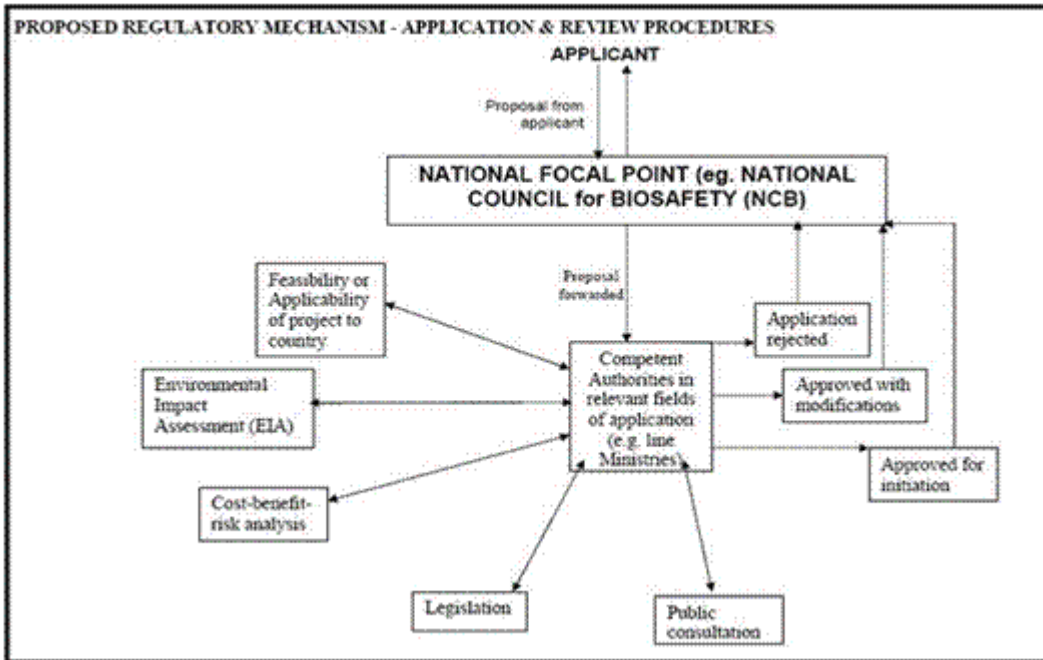 PROPOSED REGULATORY MECHANISM - APPLICATION & REVIEW PROCEDURES
APPLICANT
Proposal from
applicant
NATIONAL FOCAL POINT (eg. NATIONAL
COUNCIL for BIOSAFETY (NCB)
Proposal
forwarded
Feasibility or
Applicability
of project to
country
Application
rejected
Competent
Authorities in
relevant fields
of application
(e.g. line
Ministries)
Environmental
Impact
Assessment (EIA)
Approved with
modifications
Approved for
initiation
Cost-benefit-
risk analysis
Legislation
Public
consultation